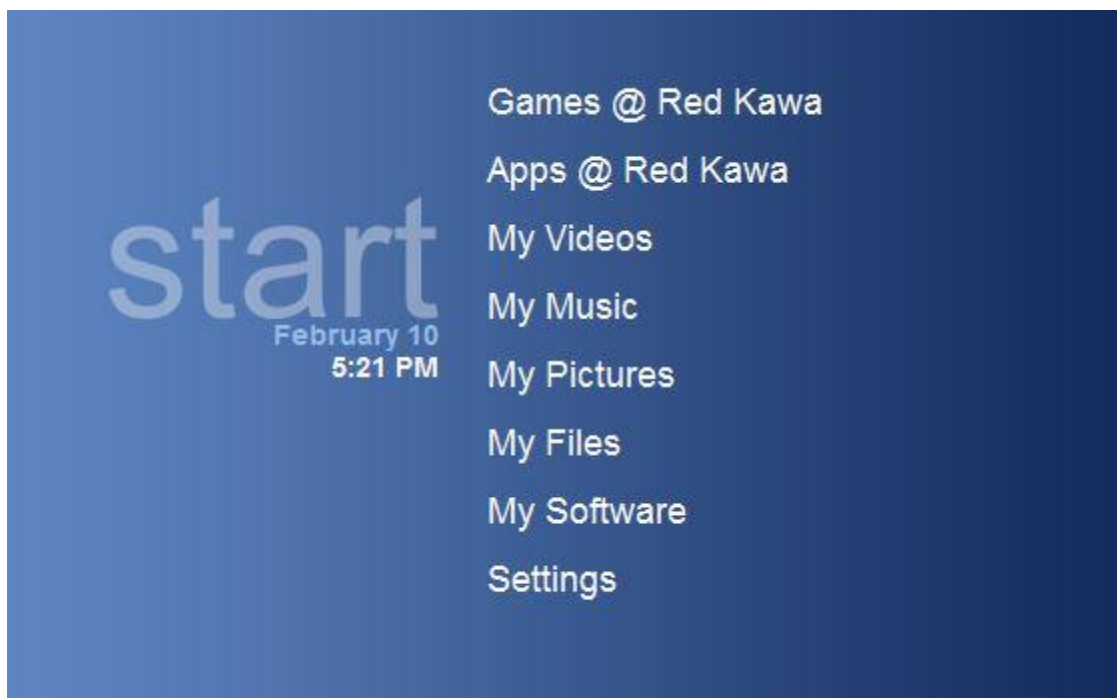 start
February 10
5:21 PM
Games @ Red Kawa
Apps @ Red Kawa
My Videos
My Music
My Pictures
My Files
My Software
Settings